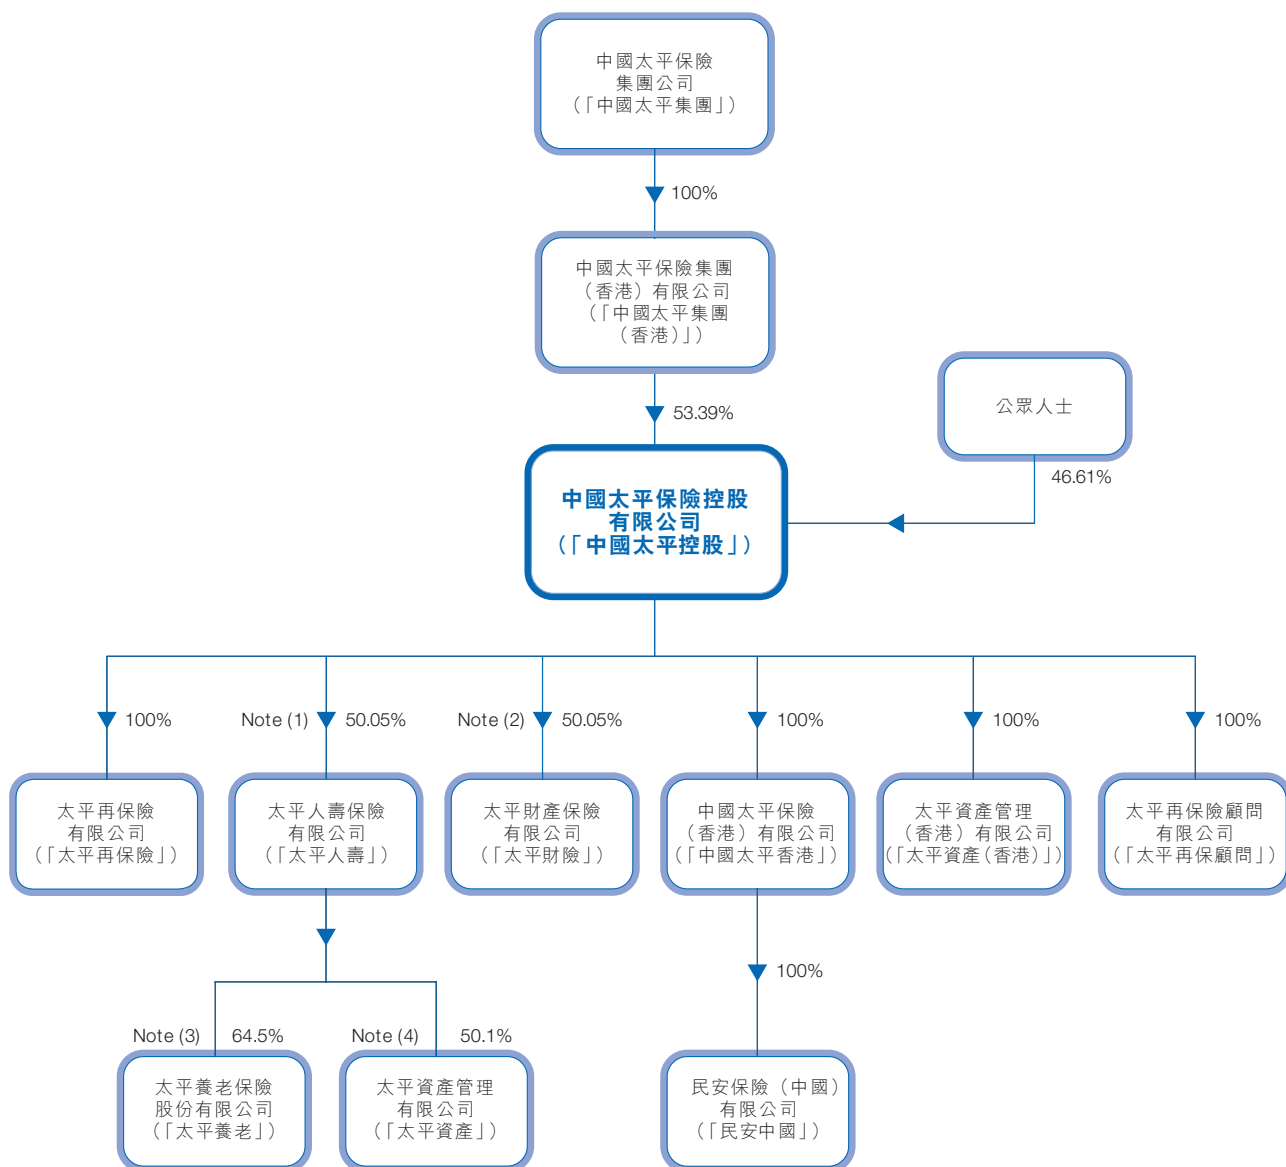 中國太平保險
集團公司
(「中國太平集團」)
100%
中國太平保險集團
(香港)有限公司
(「中國太平集團
(香港)」)
53.39%
公眾人士
46.61%
中國太平保險控股
有限公司
(「中國太平控股」)
100%
Note (1) 50.05%
Note (2) 50.05%
100%
100%
100%
太平再保險
有限公司
(「太平再保險」)
太平人壽保險
有限公司
(「太平人壽」)
太平財產保險
有限公司
(「太平財險」)
中國太平保險
(香港)有限公司
(「中國太平香港」)
太平資產管理
(香港)有限公司
(「太平資產(香港)」)
太平再保險顧問
有限公司
(「太平再保顧問」)
100%
Note (3) 64.5%
Note (4) 50.1%
太平養老保險
股份有限公司
(「太平養老」)
太平資產管理
有限公司
(「太平資產」)
民安保險(中國)
有限公司
(「民安中國」)